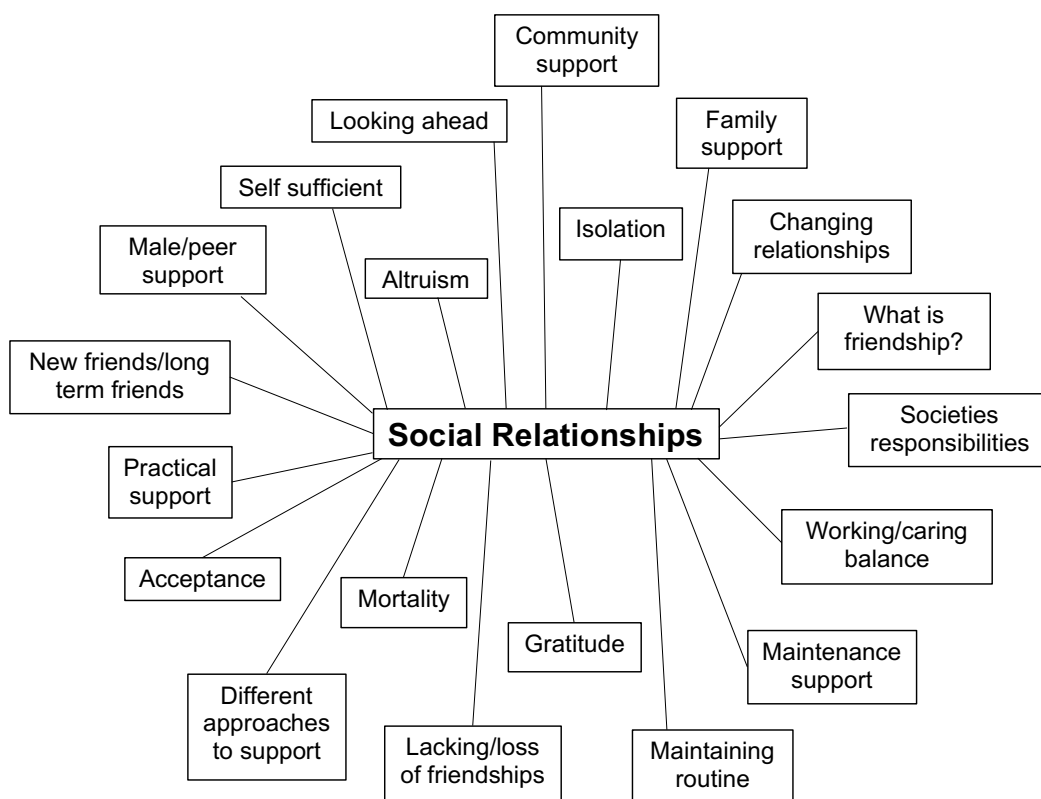 Community
support
Looking ahead
Family
support
Self sufficient
Isolation
Changing
relationships
Male/peer
support
Altruism
What is
friendship?
New friends/long
term friends
Social Relationships
Societies
responsibilities
Practical
support
Working/caring
balance
Acceptance
Mortality
Gratitude
Maintenance
support
Different
approaches
to support
Lacking/loss
of friendships
Maintaining
routine